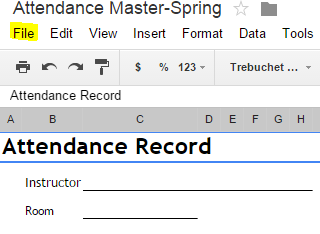 Attendance Master-Spring
File Edit View Insert Format Data Tools
$ % 123 Trebuchet ...
Attendance Record
A B C D E F G H
Attendance Record
Instructor
Room